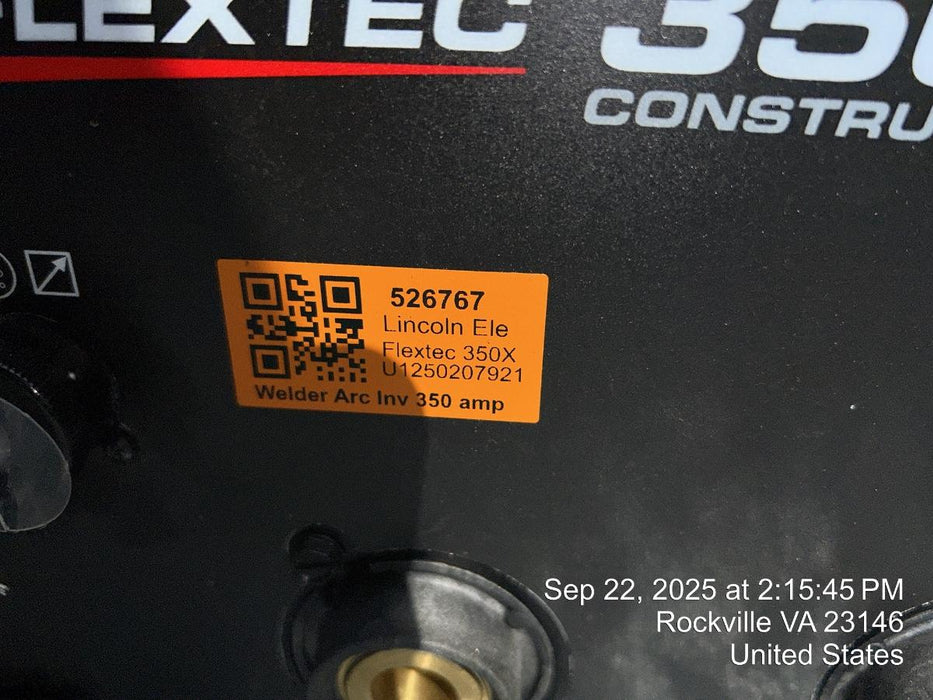 FLEXTEC 350
CONSTRU
526767
Lincoln Ele
Flextec 350X
U1250207921
Welder Arc Inv 350 amp
Sep 22, 2025 at 2:15:45 PM
Rockville VA 23146
United States